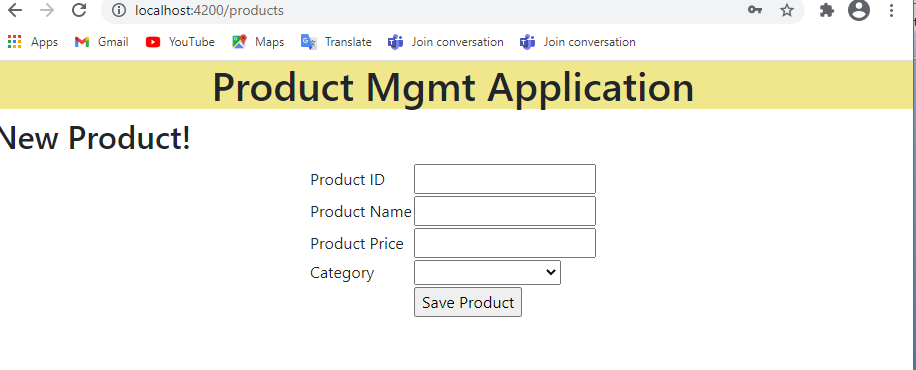 localhost:4200/products
Apps Gmail YouTube Maps Translate Join conversation Join conversation
Product Mgmt Application
New Product!
Product ID
Product Name
Product Price
Category
Save Product